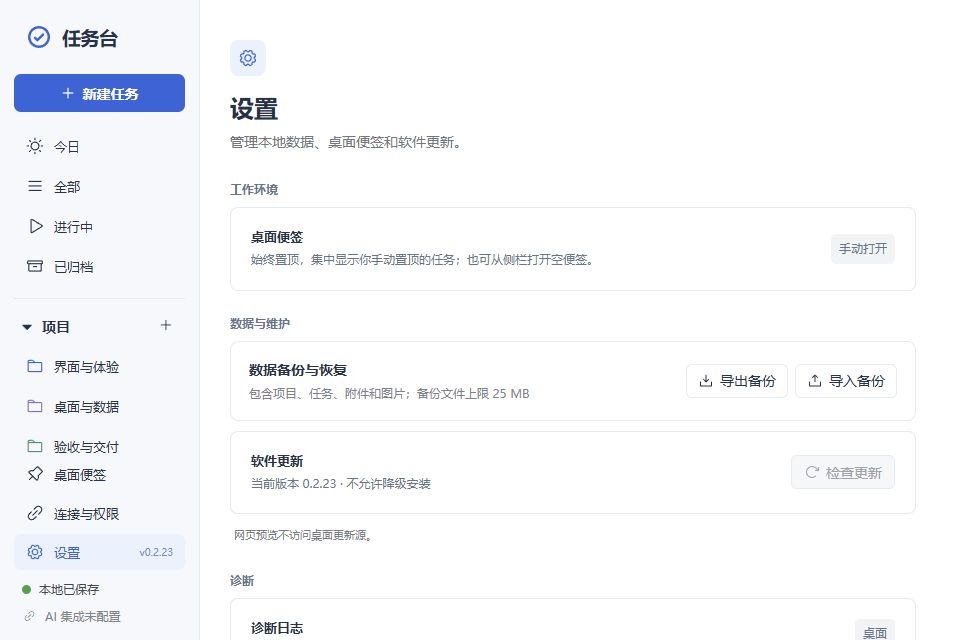 任务台
+ 新建任务
今日
全部
进行中
已归档
项目 +
界面与体验
桌面与数据
验收与交付
桌面便签
连接与权限
设置 v0.2.23
本地已保存
AI 集成未配置
设置
管理本地数据、桌面便签和软件更新。
工作环境
桌面便签
始终置顶，集中显示你手动置顶的任务；也可从侧栏打开空便签。
手动打开
数据与维护
数据备份与恢复
包含项目、任务、附件和图片；备份文件上限 25 MB
导出备份
导入备份
软件更新
当前版本 0.2.23 · 不允许降级安装
检查更新
网页预览不访问桌面更新源。
诊断
诊断日志
桌面